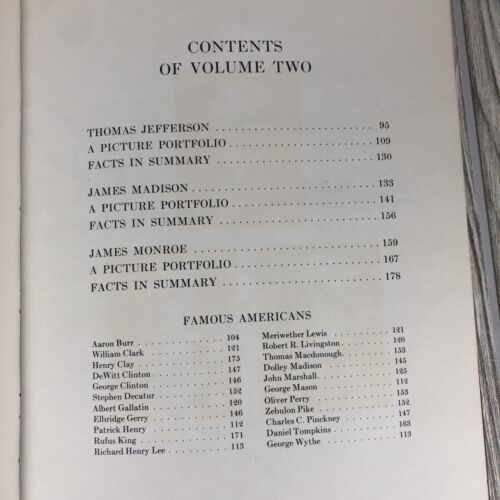 CONTENTS
OF VOLUME TWO
THOMAS JEFFERSON . . . . . . . . . . . . . . . . . . . . . 95
A PICTURE PORTFOLIO . . . . . . . . . . . . . . . . . . 109
FACTS IN SUMMARY . . . . . . . . . . . . . . . . . . . . 130
JAMES MADISON . . . . . . . . . . . . . . . . . . . . . . . 133
A PICTURE PORTFOLIO . . . . . . . . . . . . . . . . . . 141
FACTS IN SUMMARY . . . . . . . . . . . . . . . . . . . . 156
JAMES MONROE . . . . . . . . . . . . . . . . . . . . . . . 159
A PICTURE PORTFOLIO . . . . . . . . . . . . . . . . . . 167
FACTS IN SUMMARY . . . . . . . . . . . . . . . . . . . . 178
FAMOUS AMERICANS
Aaron Burr . . . . . . . . . . 104
William Clark . . . . . . . . . . 121
Henry Clay . . . . . . . . . . 175
DeWitt Clinton . . . . . . . . . . 147
George Clinton . . . . . . . . . . 146
Stephen Decatur . . . . . . . . . . 152
Albert Gallatin . . . . . . . . . . 120
Elbridge Gerry . . . . . . . . . . 146
Patrick Henry . . . . . . . . . . 112
Rufus King . . . . . . . . . . 171
Richard Henry Lee . . . . . . . . . . 113
Meriwether Lewis . . . . . . . . . . 121
Robert R. Livingston . . . . . . . . . . 120
Thomas Macdonough . . . . . . . . . . 153
Dolley Madison . . . . . . . . . . 145
John Marshall . . . . . . . . . . 125
George Mason . . . . . . . . . . 112
Oliver Perry . . . . . . . . . . 153
Zebulon Pike . . . . . . . . . . 152
Charles C. Pinckney . . . . . . . . . . 147
Daniel Tompkins . . . . . . . . . . 163
George Wythe . . . . . . . . . . 113